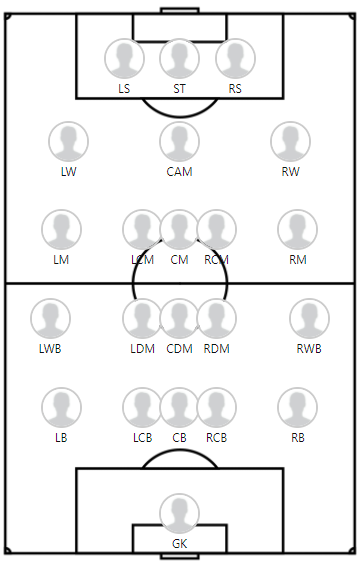 LS ST RS
LW CAM RW
LM LCM CM RCM RM
LWB LDM CDM RDM RWB
LB LCB CB RCB RB
GK